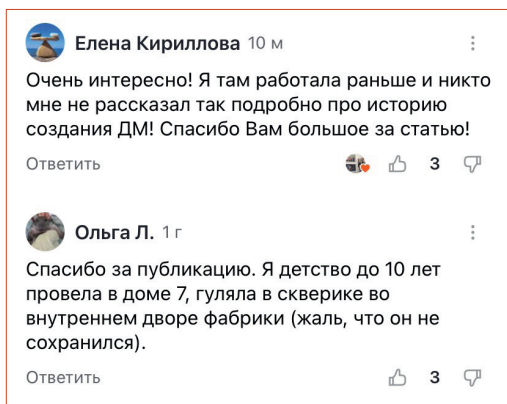 Елена Кириллова 10 м
Очень интересно! Я там работала раньше и никто
мне не рассказал так подробно про историю
создания ДМ! Спасибо Вам большое за статью!
Ответить 3
Ольга Л. 1 г
Спасибо за публикацию. Я детство до 10 лет
провела в доме 7, гуляла в скверике во
внутреннем дворе фабрики (жаль, что он не
сохранился).
Ответить 3